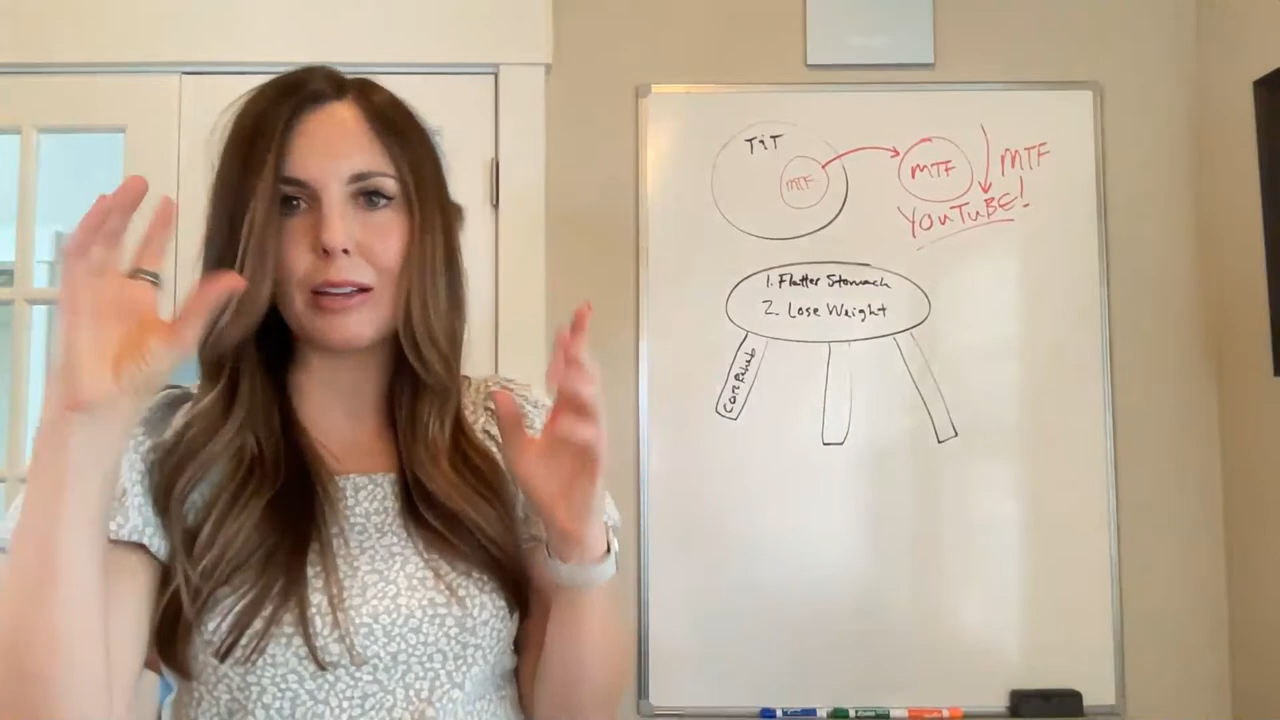 TiT
MTF
MTF
MTF
YouTuBE!
1. Flatter Stomach
2. Lose Weight
Core Rehab